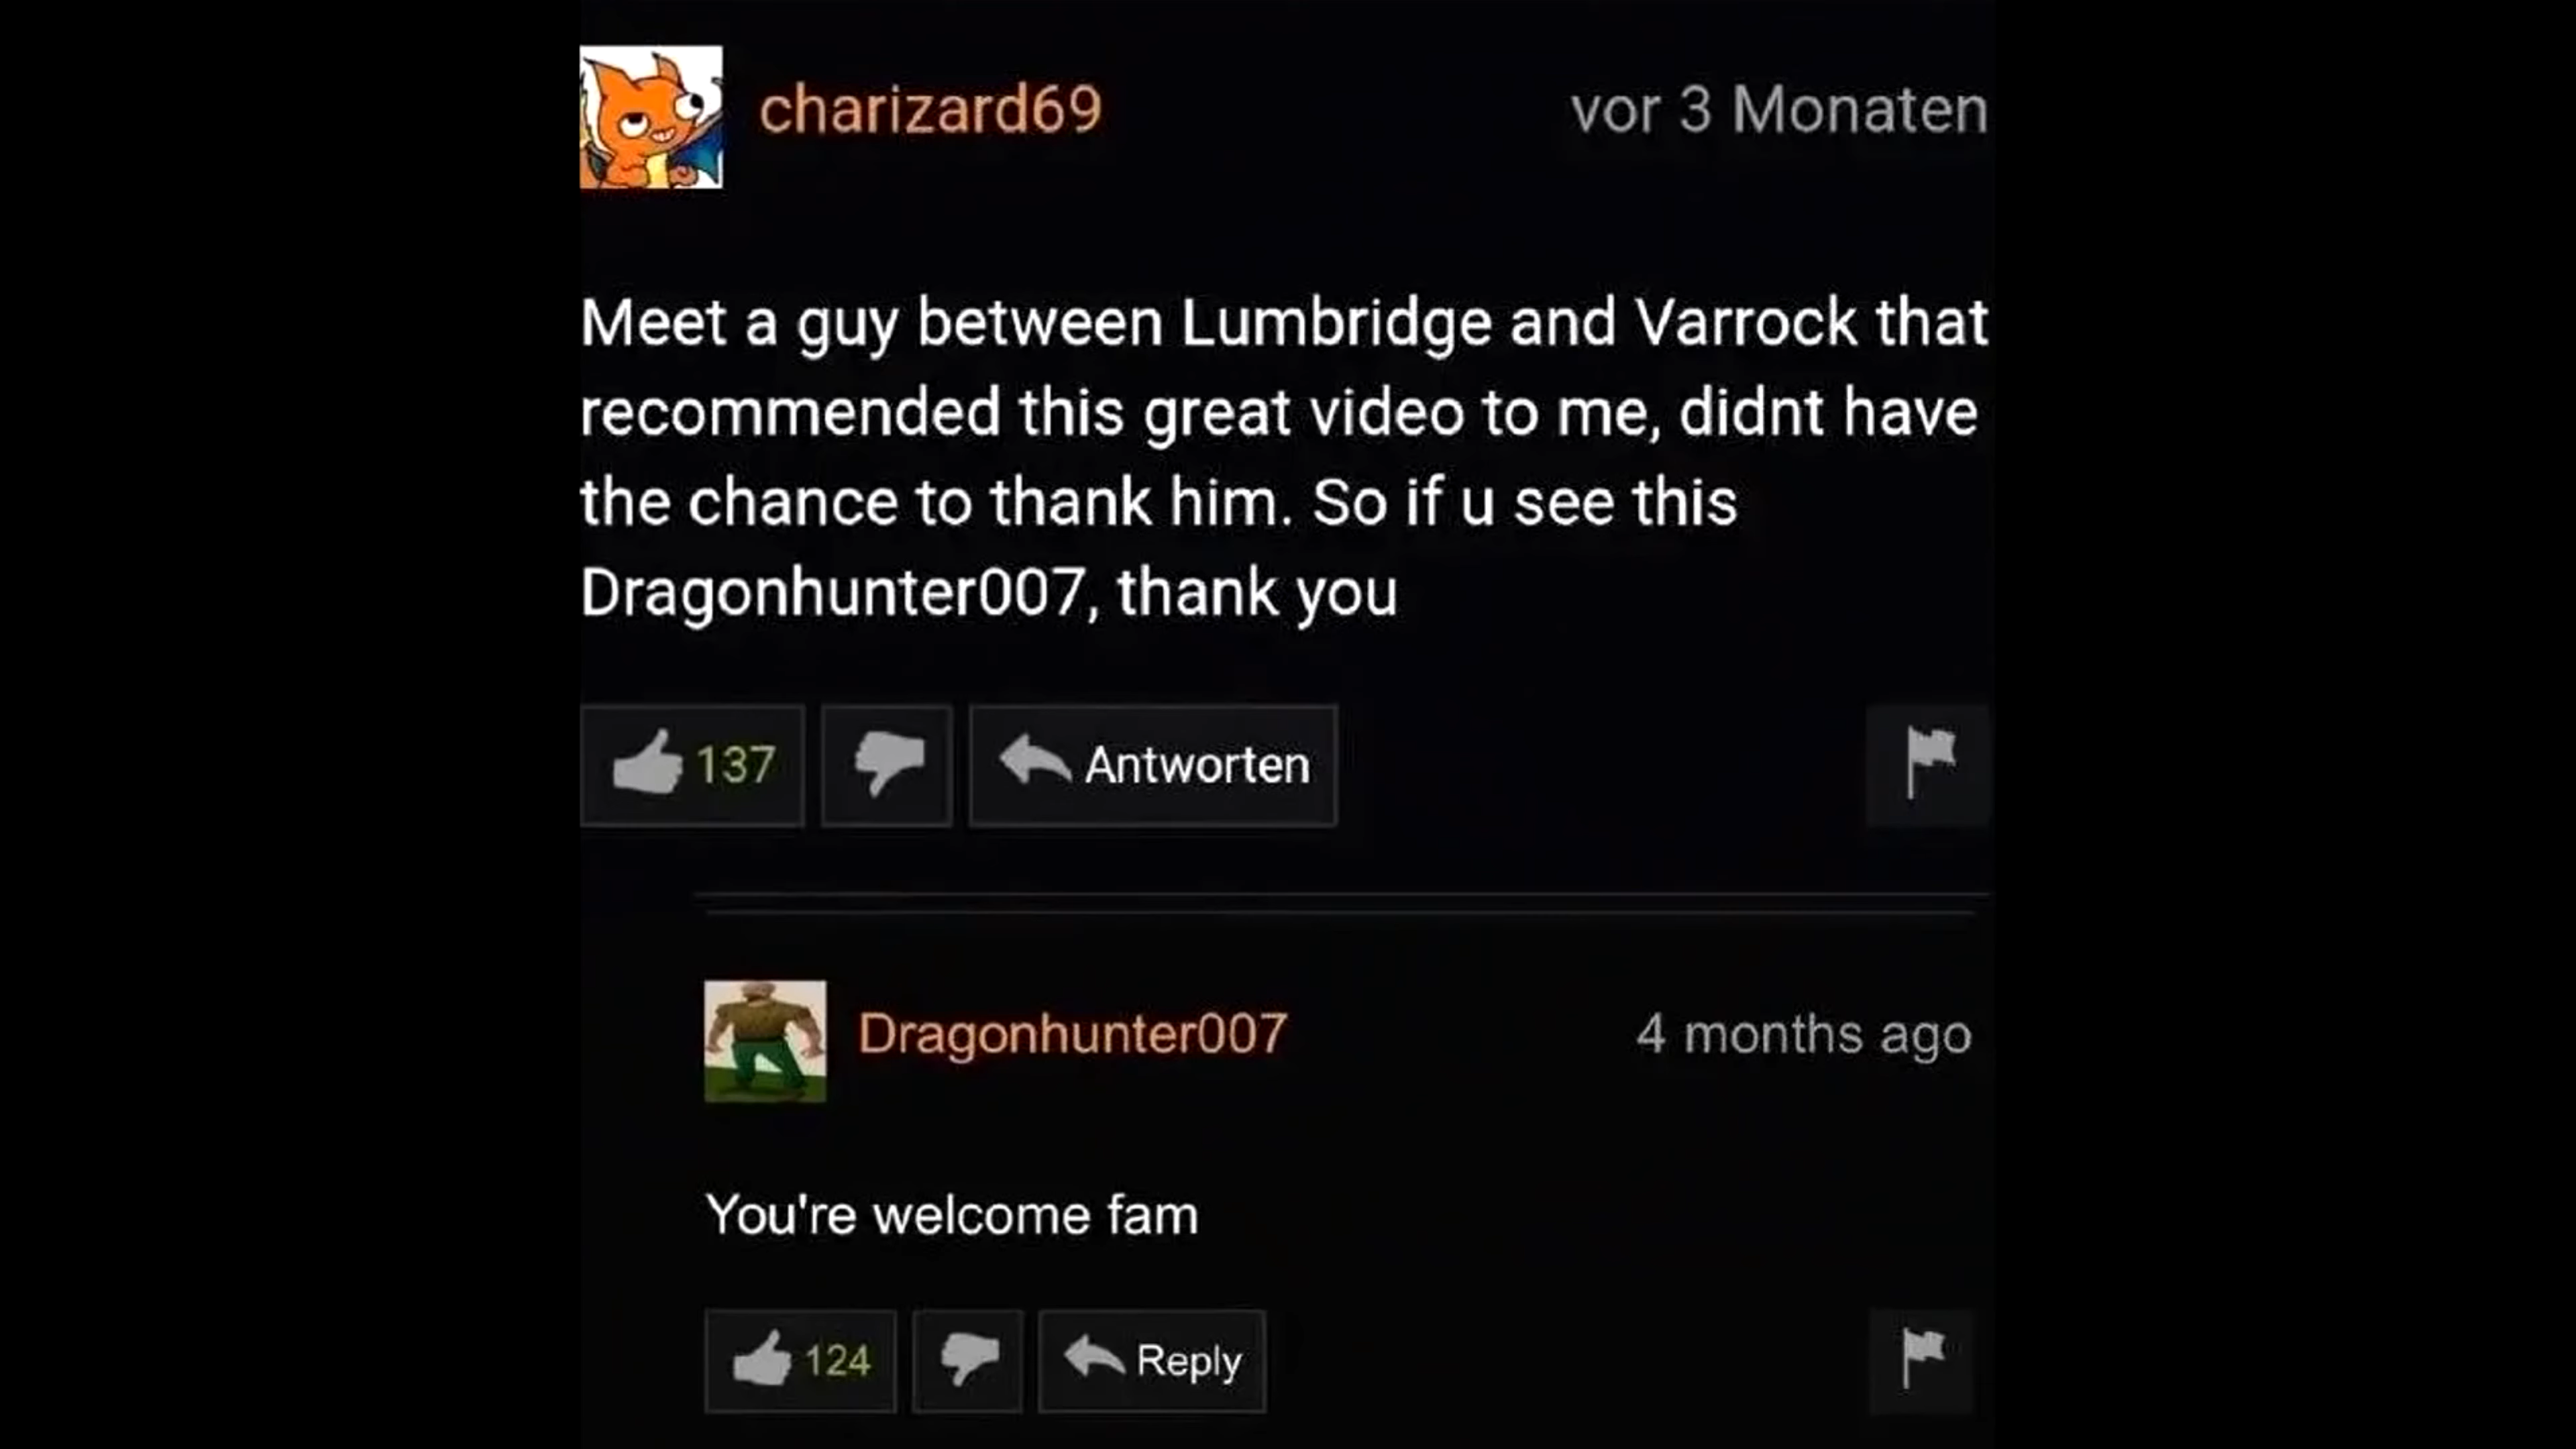 charizard69
vor 3 Monaten
Meet a guy between Lumbridge and Varrock that
recommended this great video to me, didnt have
the chance to thank him. So if u see this
Dragonhunter007, thank you
137
Antworten
Dragonhunter007
4 months ago
You're welcome fam
124
Reply